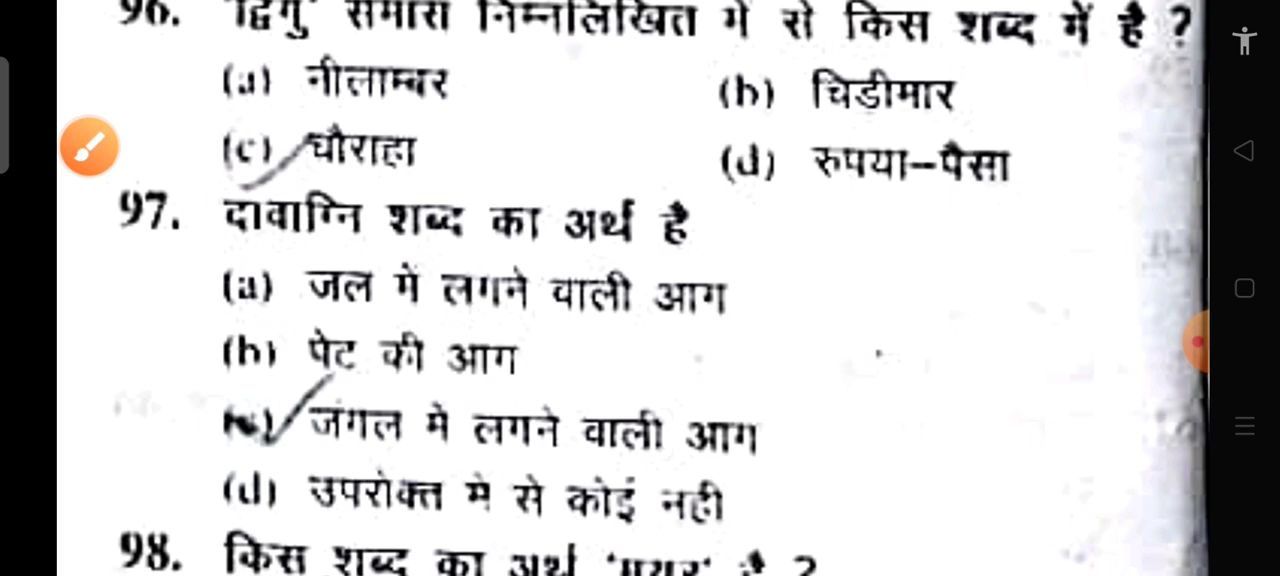 96. 'द्विगु' समास निम्नलिखित में से किस शब्द में है ?
(a) नीलाम्बर
(b) चिडीमार
(c) चौराहा
(d) रुपया-पैसा
97. दावाग्नि शब्द का अर्थ है
(a) जल में लगने वाली आग
(b) पेट की आग
(c) जंगल में लगने वाली आग
(d) उपरोक्त में से कोई नही
98. किस शब्द का अर्थ है ?